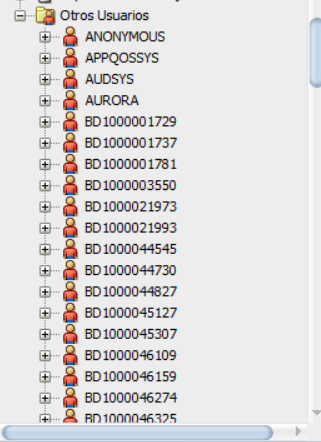 Otros Usuarios
ANONYMOUS
APPQOSSYS
AUDSYS
AURORA
BD1000001729
BD1000001737
BD1000001781
BD1000003550
BD1000021973
BD1000021993
BD1000044545
BD1000044730
BD1000044827
BD1000045127
BD1000045307
BD1000046109
BD1000046159
BD1000046274
BD1000046325